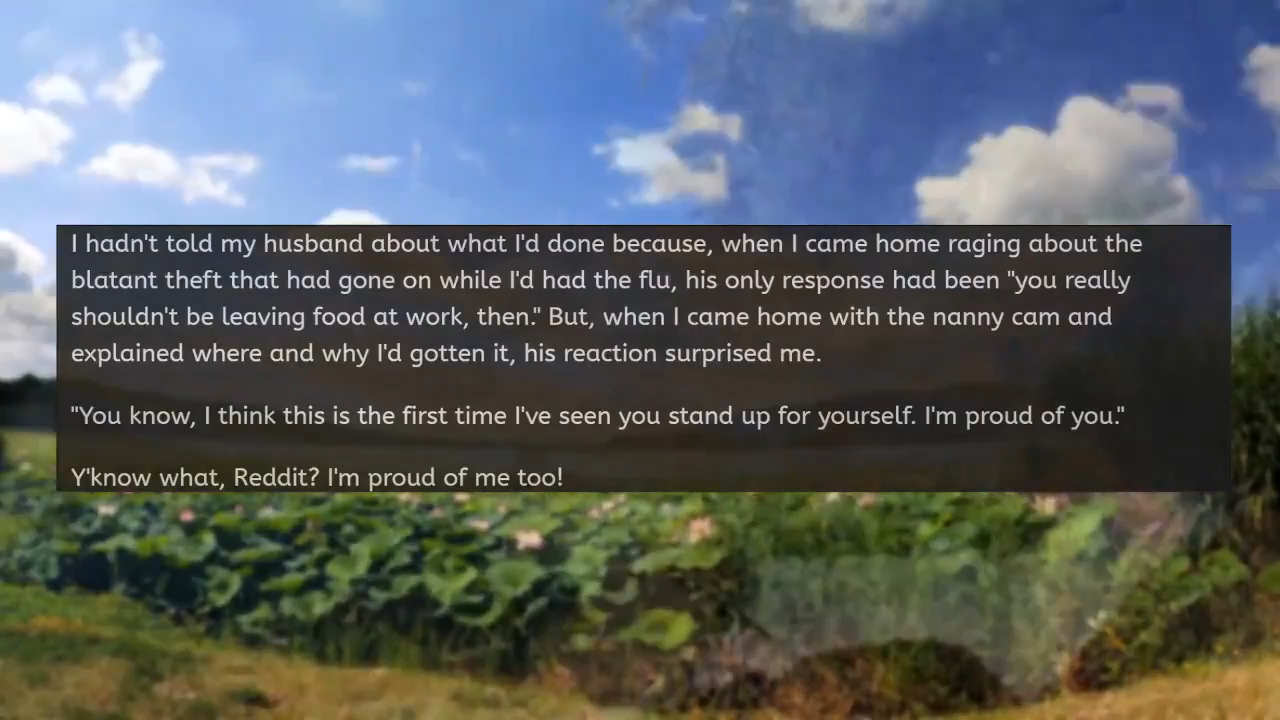 I hadn't told my husband about what I'd done because, when I came home raging about the
blatant theft that had gone on while I'd had the flu, his only response had been "you really
shouldn't be leaving food at work, then." But, when I came home with the nanny cam and
explained where and why I'd gotten it, his reaction surprised me.
"You know, I think this is the first time I've seen you stand up for yourself. I'm proud of you."
Y'know what, Reddit? I'm proud of me too!